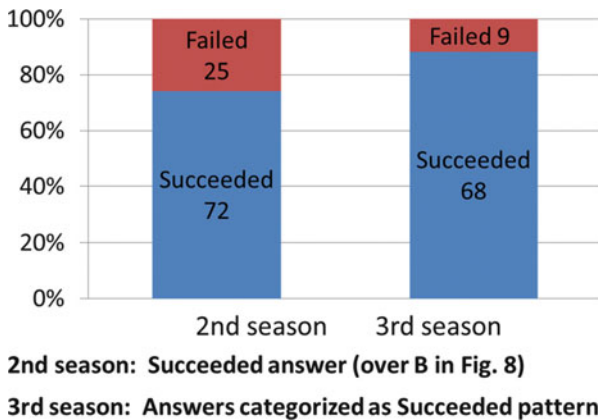 100%
80%
60%
40%
20%
0%
Failed
25
Succeeded
72
Failed 9
Succeeded
68
2nd season
3rd season
2nd season: Succeeded answer (over B in Fig. 8)
3rd season: Answers categorized as Succeeded pattern